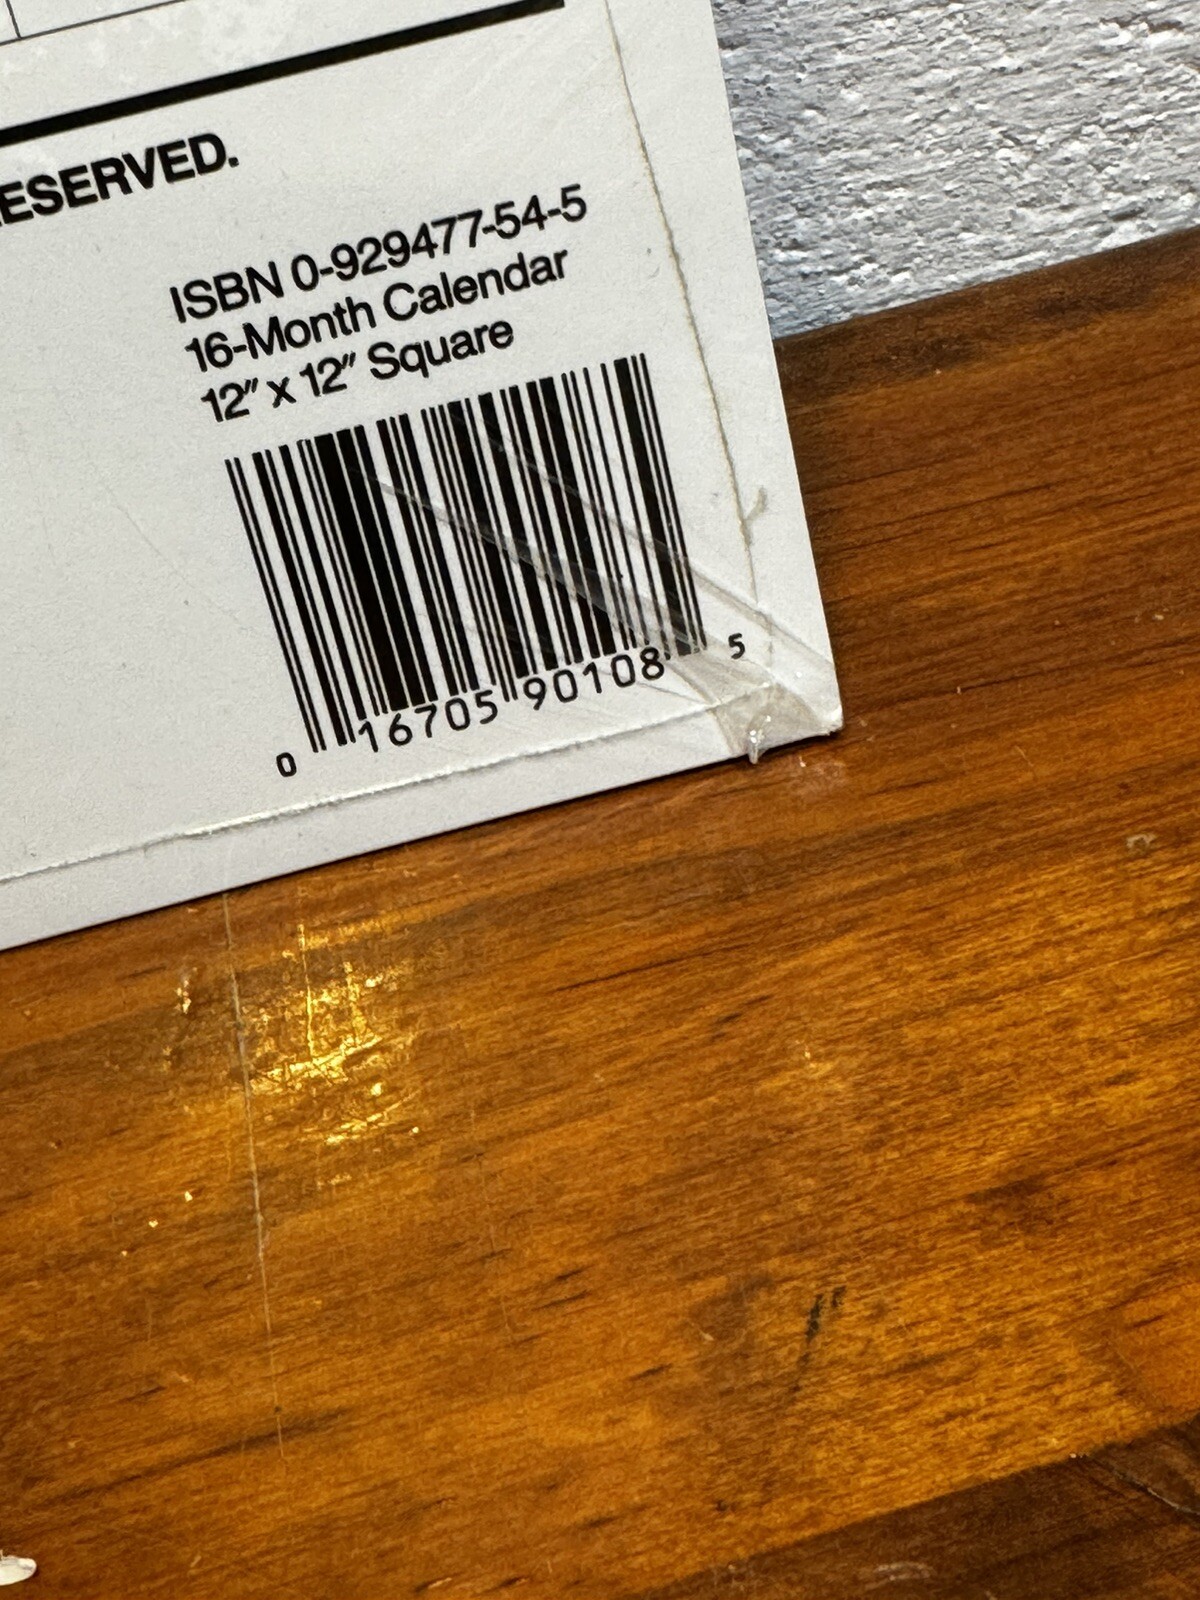 ESERVED.
ISBN 0-929477-54-5
16-Month Calendar
12" x 12" Square
0 16705 90108 5